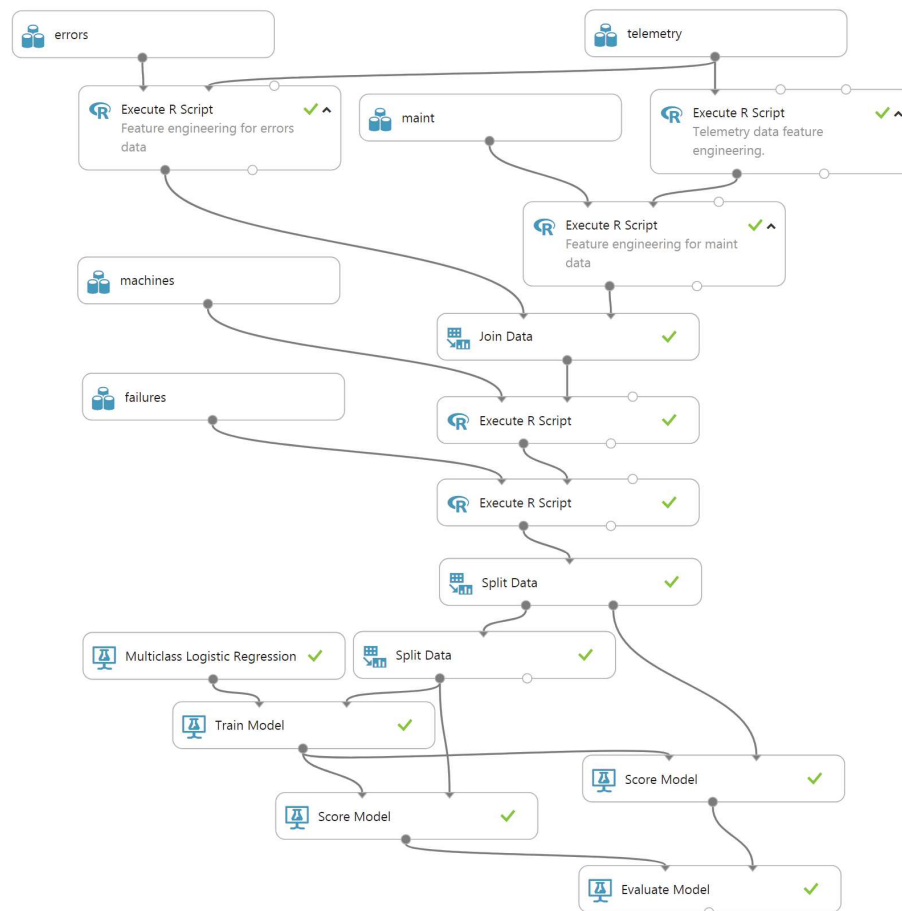 errors
telemetry
Execute R Script
Feature engineering for errors
data
maint
Execute R Script
Telemetry data feature
engineering.
Execute R Script
Feature engineering for maint
data
machines
Join Data
failures
Execute R Script
Execute R Script
Split Data
Multiclass Logistic Regression
Split Data
Train Model
Score Model
Score Model
Evaluate Model